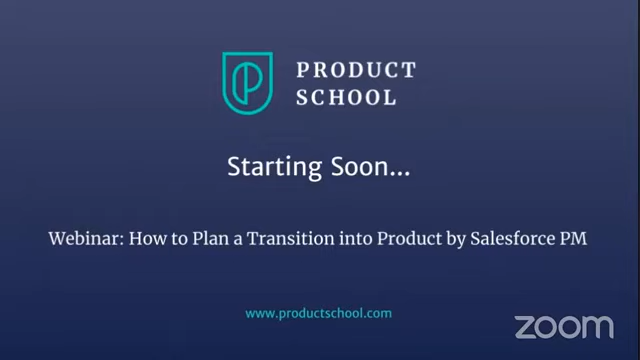 PRODUCT
SCHOOL
Starting Soon...
Webinar: How to Plan a Transition into Product by Salesforce PM
www.productschool.com
zoom